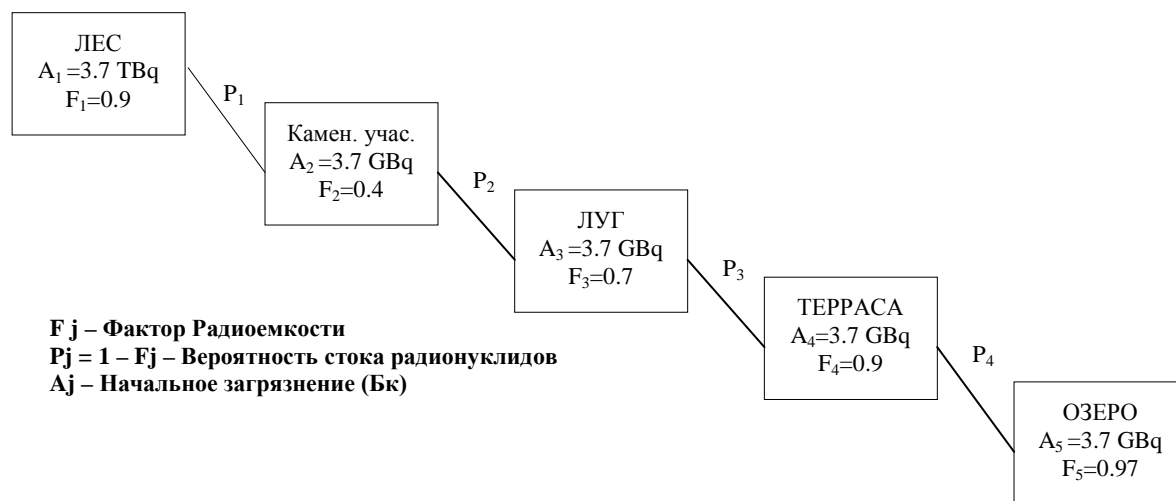 ЛЕС
A₁ =3.7 TBq
F₁=0.9
P₁
Камен. учас.
A₂ =3.7 GBq
F₂=0.4
P₂
ЛУГ
A₃ =3.7 GBq
F₃=0.7
P₃
ТЕРРАСА
A₄=3.7 GBq
F₄=0.9
P₄
ОЗЕРО
A₅ =3.7 GBq
F₅=0.97
F j – Фактор Радиоемкости
Pj = 1 – Fj – Вероятность стока радионуклидов
Aj – Начальное загрязнение (Бк)